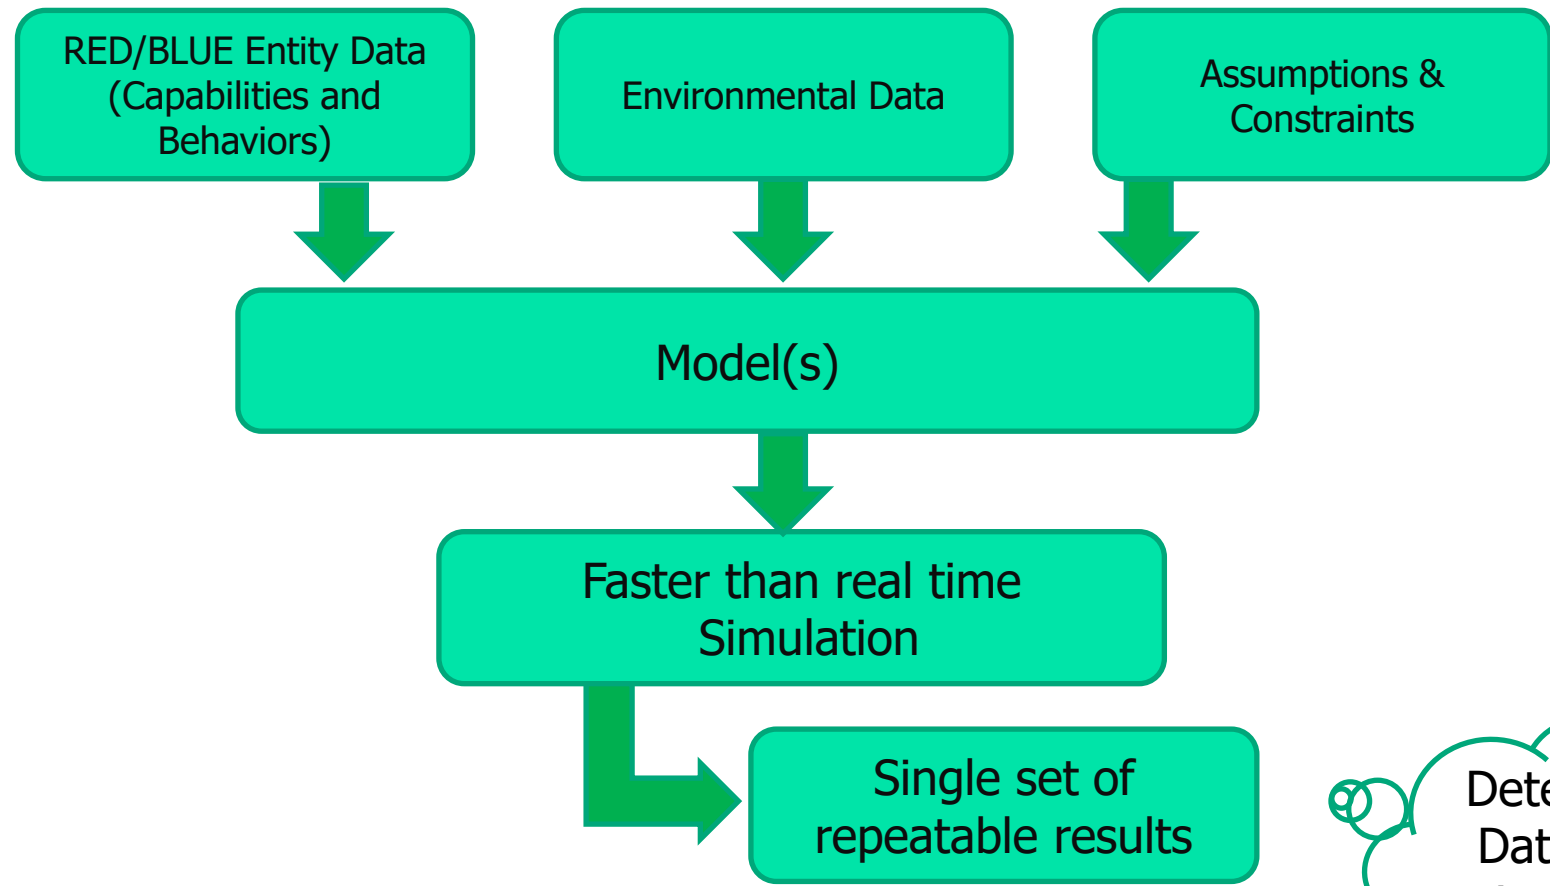 RED/BLUE Entity Data
(Capabilities and
Behaviors)
Environmental Data
Assumptions &
Constraints
Model(s)
Faster than real time
Simulation
Single set of
repeatable results